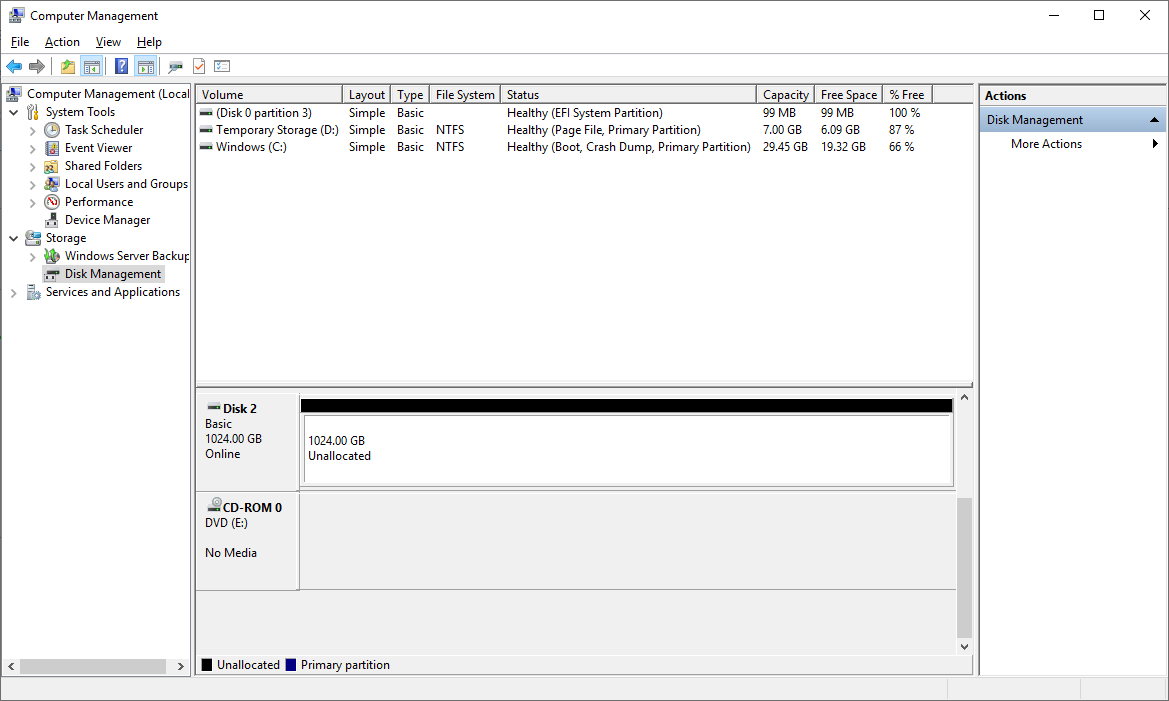 Computer Management
File Action View Help
Computer Management (Local
System Tools
Task Scheduler
Event Viewer
Shared Folders
Local Users and Groups
Performance
Device Manager
Storage
Windows Server Backup
Disk Management
Services and Applications
Volume Layout Type File System Status Capacity Free Space % Free
(Disk 0 partition 3) Simple Basic Healthy (EFI System Partition) 99 MB 99 MB 100 %
Temporary Storage (D:) Simple Basic NTFS Healthy (Page File, Primary Partition) 7.00 GB 6.09 GB 87 %
Windows (C:) Simple Basic NTFS Healthy (Boot, Crash Dump, Primary Partition) 29.45 GB 19.32 GB 66 %
Disk 2
Basic
1024.00 GB
Online
1024.00 GB
Unallocated
CD-ROM 0
DVD (E:)
No Media
Unallocated Primary partition
Actions
Disk Management
More Actions